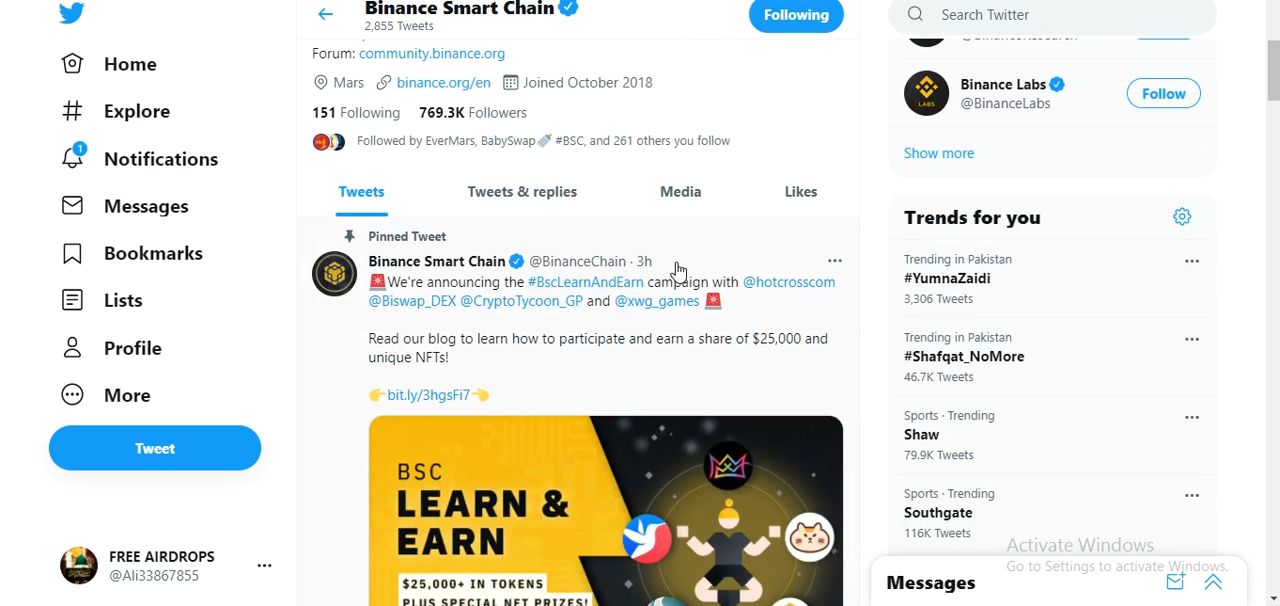 Home
Explore
1
Notifications
Messages
Bookmarks
Lists
Profile
More
Tweet
FREE AIRDROPS
@Ali33867855
Binance Smart Chain
2,855 Tweets
Following
Forum: community.binance.org
Mars binance.org/en Joined October 2018
151 Following 769.3K Followers
Followed by EverMars, BabySwap🍼 #BSC, and 261 others you follow
Tweets Tweets & replies Media Likes
Pinned Tweet
Binance Smart Chain @BinanceChain · 3h
🚨We're announcing the #BscLearnAndEarn campaign with @hotcrosscom
@Biswap_DEX @CryptoTycoon_GP and @xwg_games 🚨
Read our blog to learn how to participate and earn a share of $25,000 and
unique NFTs!
👉bit.ly/3hgsFi7👈
BSC
LEARN &
EARN
$25,000+ IN TOKENS
PLUS SPECIAL NFT PRIZES!
Search Twitter
LABS
Binance Labs
@BinanceLabs
Follow
Show more
Trends for you
Trending in Pakistan
#YumnaZaidi
3,306 Tweets
Trending in Pakistan
#Shafqat_NoMore
46.7K Tweets
Sports · Trending
Shaw
79.9K Tweets
Sports · Trending
Southgate
116K Tweets
Activate Windows
Go to Settings to activate Windows.
Messages